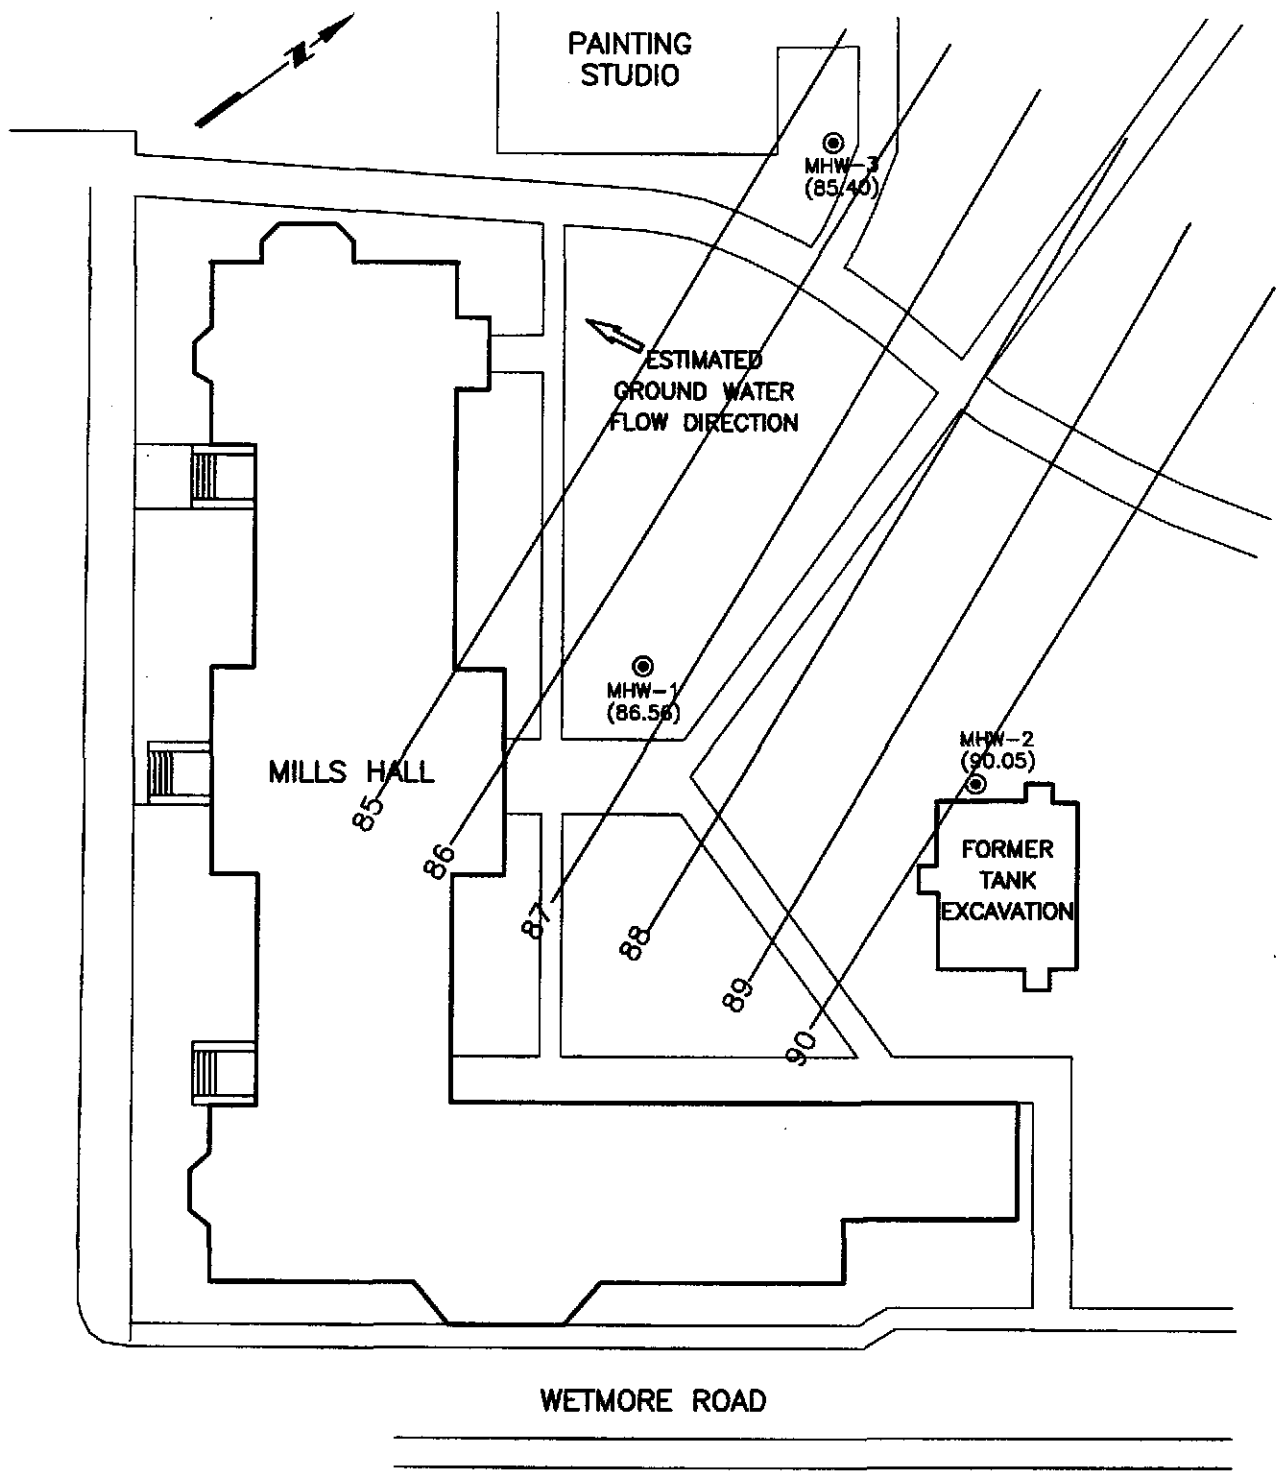 N
PAINTING
STUDIO
MHW-3
(85.40)
ESTIMATED
GROUND WATER
FLOW DIRECTION
MHW-1
(86.56)
MHW-2
(90.05)
MILLS HALL
85
86
87
88
89
90
FORMER
TANK
EXCAVATION
WETMORE ROAD